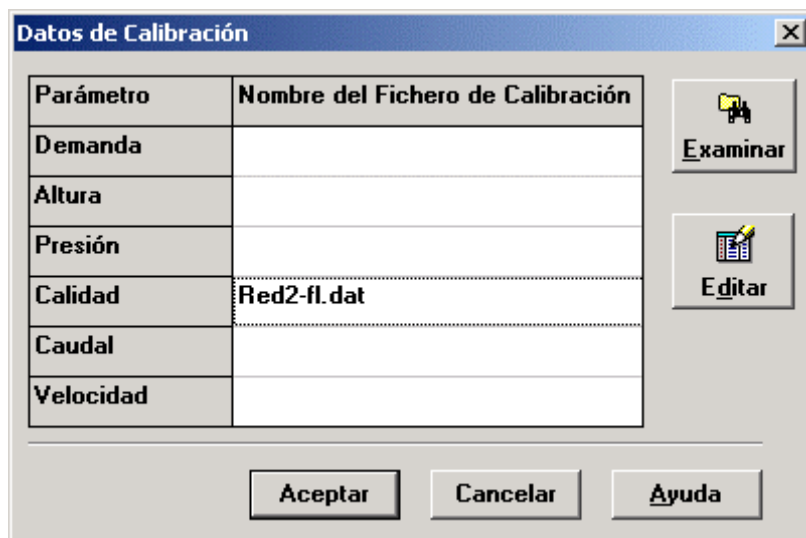 Datos de Calibración
Parámetro Nombre del Fichero de Calibración
Demanda
Altura
Presión
Calidad Red2-fl.dat
Caudal
Velocidad
Examinar
Editar
Aceptar Cancelar Ayuda